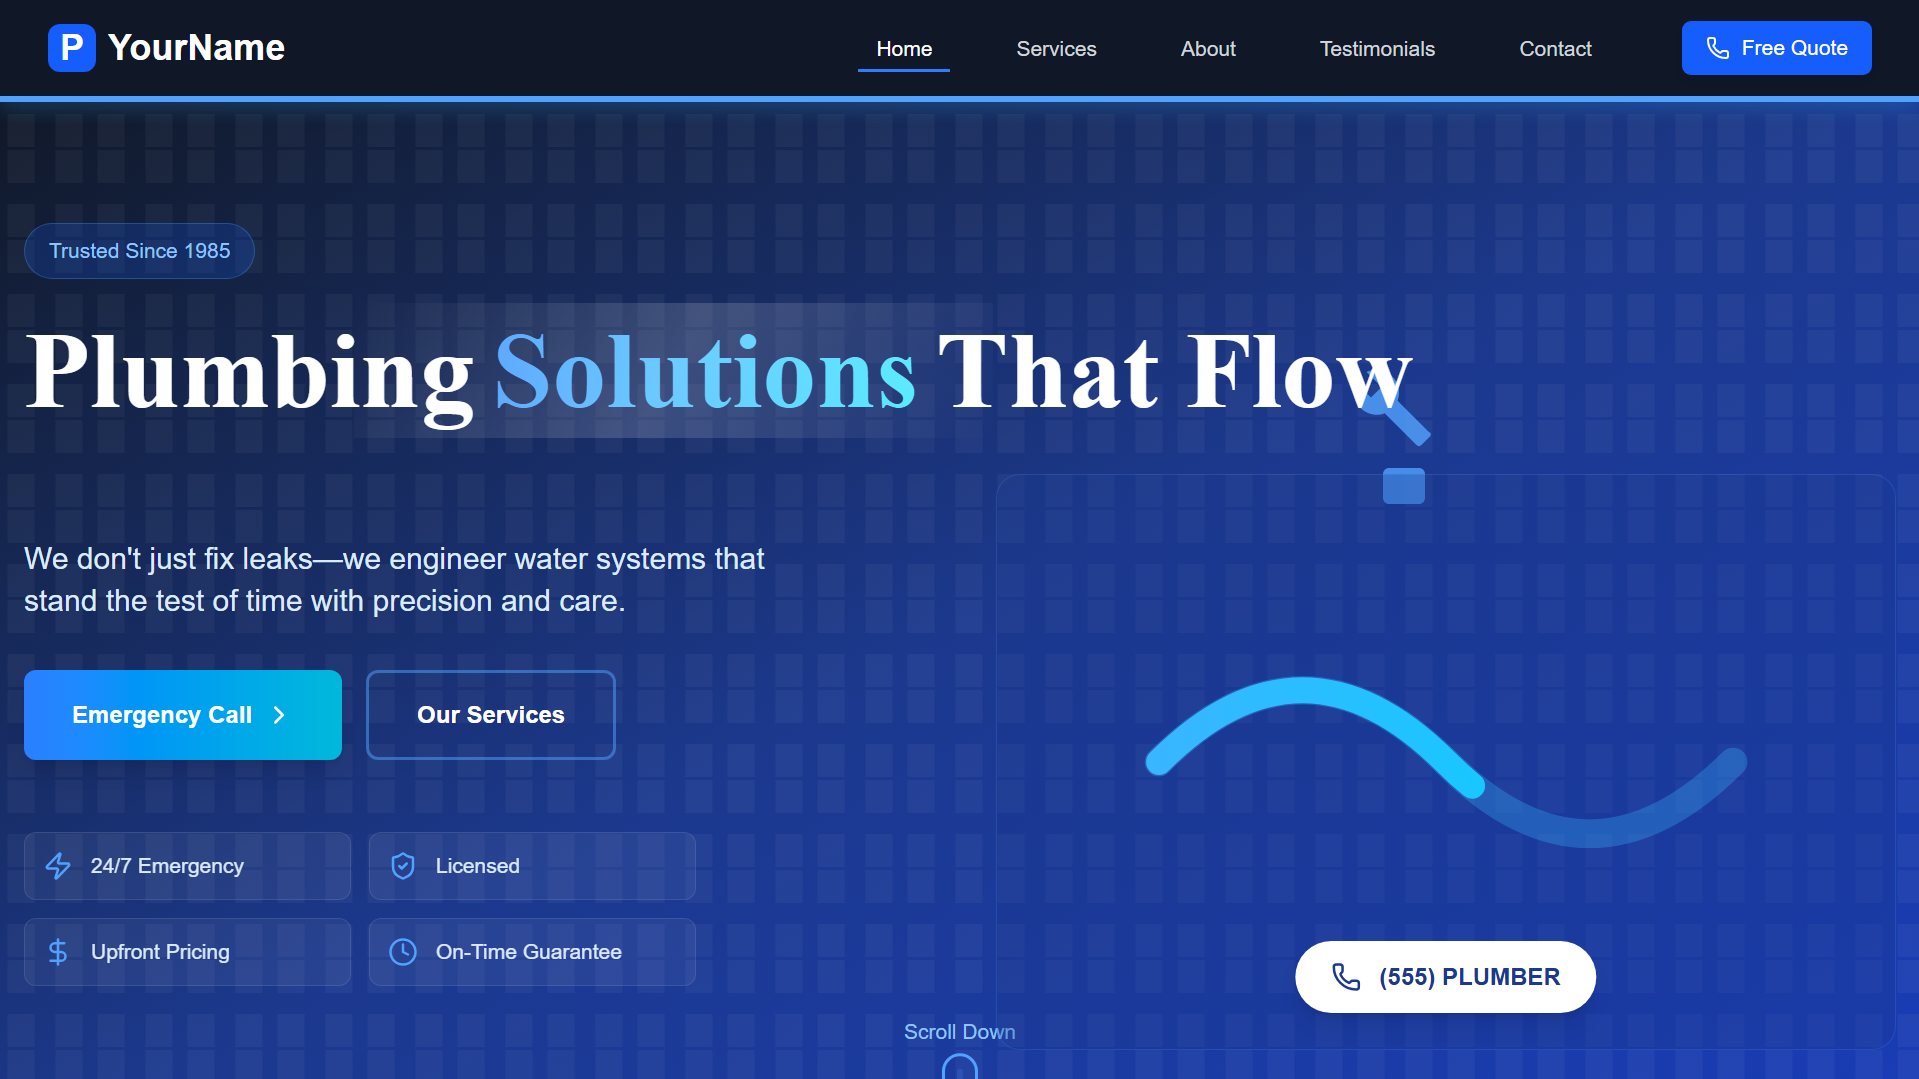 P YourName
Home
Services
About
Testimonials
Contact
Free Quote
Trusted Since 1985
Plumbing Solutions That Flow
We don't just fix leaks—we engineer water systems that
stand the test of time with precision and care.
Emergency Call
Our Services
24/7 Emergency
Licensed
Upfront Pricing
On-Time Guarantee
(555) PLUMBER
Scroll Down